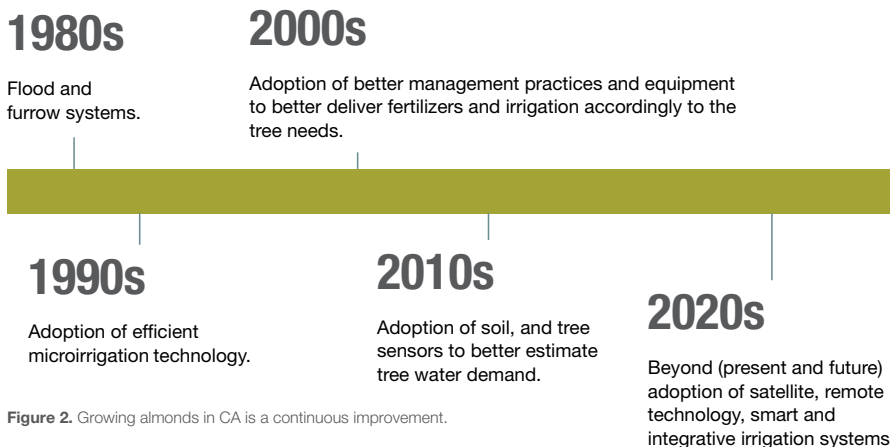 1980s
Flood and
furrow systems.
2000s
Adoption of better management practices and equipment
to better deliver fertilizers and irrigation accordingly to the
tree needs.
1990s
Adoption of efficient
microirrigation technology.
2010s
Adoption of soil, and tree
sensors to better estimate
tree water demand.
2020s
Beyond (present and future)
adoption of satellite, remote
technology, smart and
integrative irrigation systems
Figure 2. Growing almonds in CA is a continuous improvement.